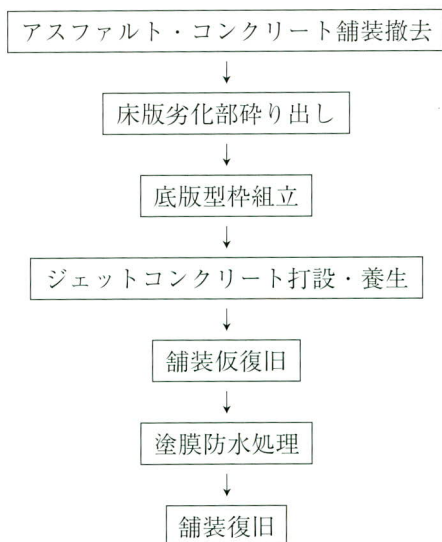 アスファルト・コンクリート舗装撤去
↓
床版劣化部砕り出し
↓
底版型枠組立
↓
ジェットコンクリート打設・養生
↓
舗装仮復旧
↓
塗膜防水処理
↓
舗装復旧